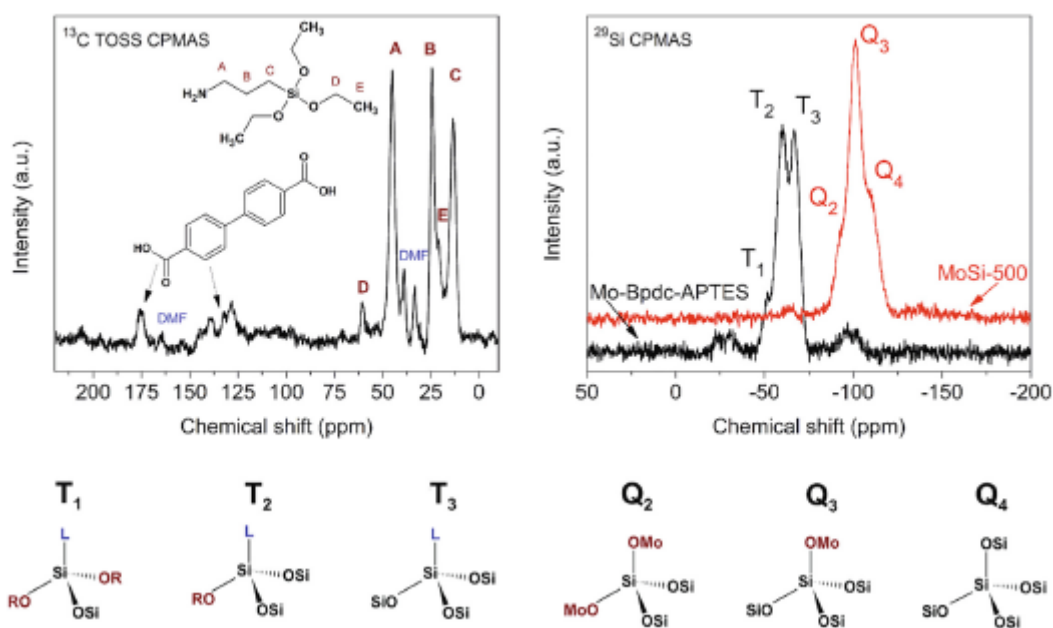 ¹³C TOSS CPMAS
CH₃
A
B
C
O
O
D
E
H₂N
Si
O
CH₃
O
H₃C
O
OH
HO
O
DMF
D
A
DMF
B
E
C
Intensity (a.u.)
200 175 150 125 100 75 50 25 0
Chemical shift (ppm)
²⁹Si CPMAS
Q₃
T₂
T₃
Q₂
Q₄
T₁
Mo-Bpdc-APTES
MoSi-500
Intensity (a.u.)
50 0 -50 -100 -150 -200
Chemical shift (ppm)
T₁
L
Si
OR
RO
OSi
T₂
L
Si
OSi
RO
OSi
T₃
L
Si
OSi
SiO
OSi
Q₂
OMo
Si
OSi
MoO
OSi
Q₃
OMo
Si
OSi
SiO
OSi
Q₄
OSi
Si
OSi
SiO
OSi